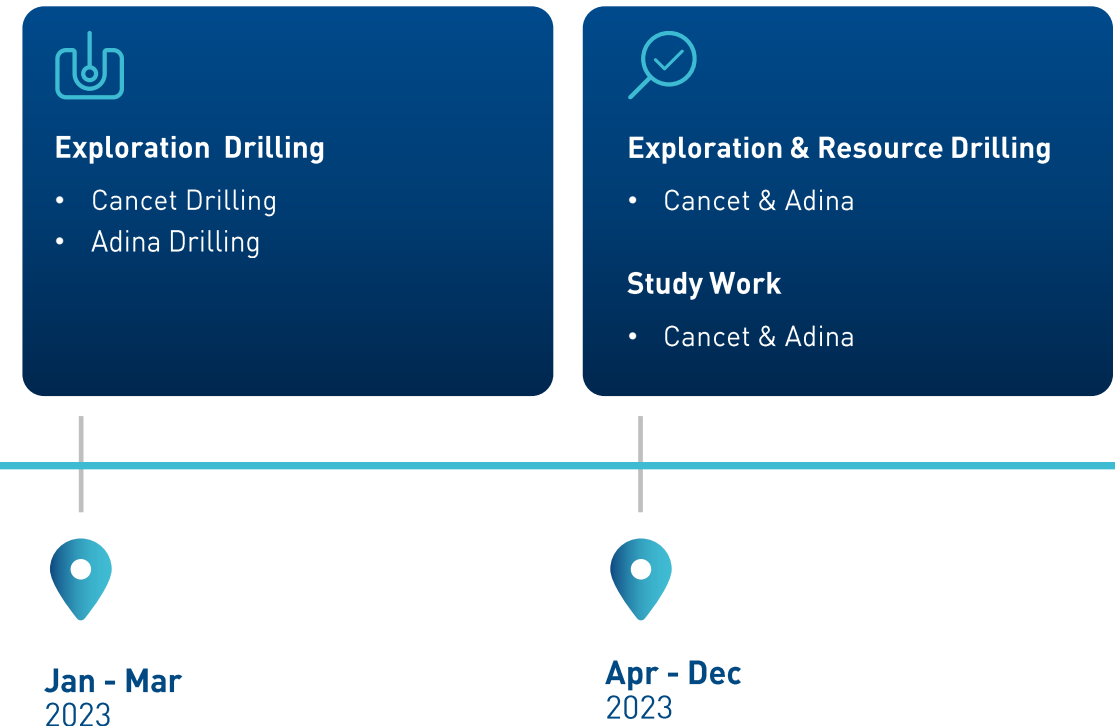 Exploration Drilling
• Cancet Drilling
• Adina Drilling
Exploration & Resource Drilling
• Cancet & Adina
Study Work
• Cancet & Adina
Jan - Mar
2023
Apr - Dec
2023